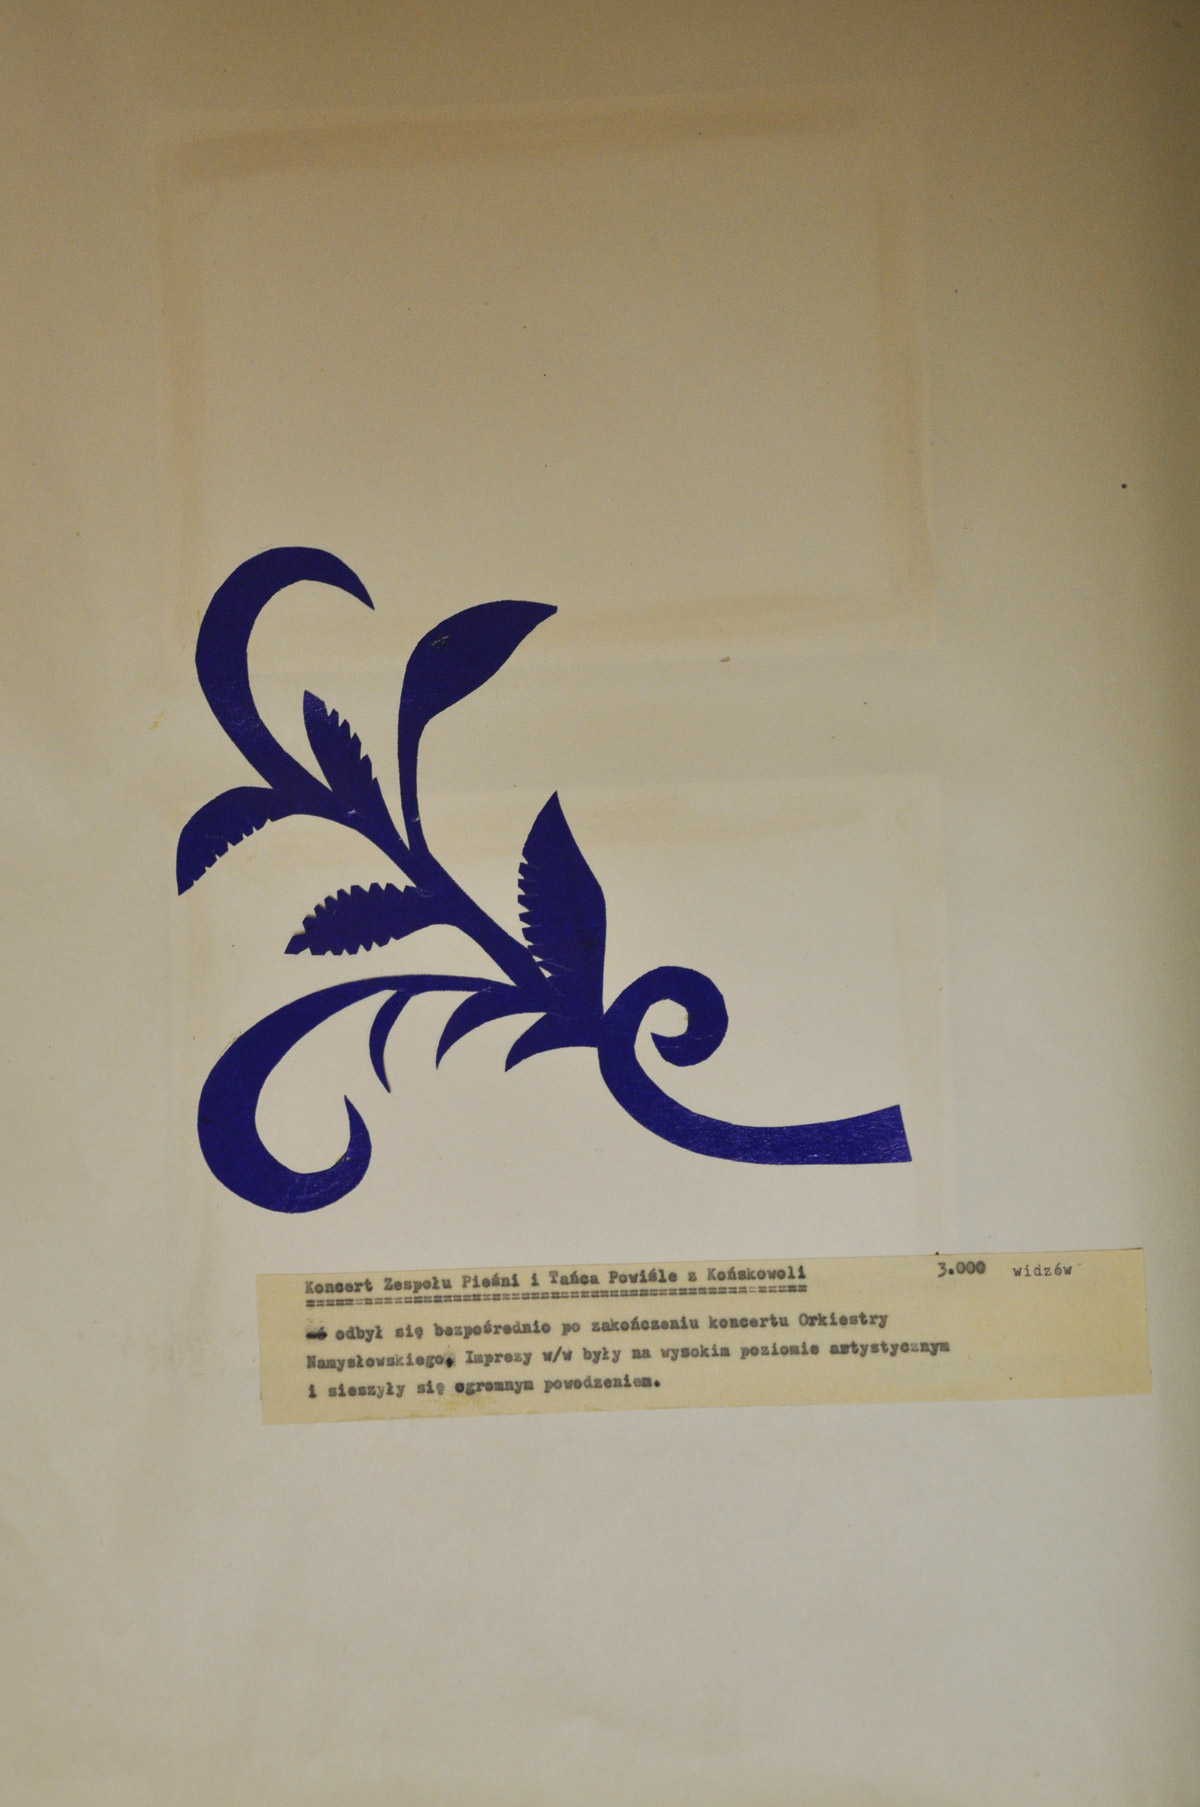 Koncert Zespołu Pieśni i Tańca Powiśle z Końskowoli 3.000 widzów
====================================================
odbył się bezpośrednio po zakończeniu koncertu Orkiestry
Namysłowskiego. Imprezy w/w były na wysokim poziomie artystycznym
i sieszyły się ogromnym powodzeniem.